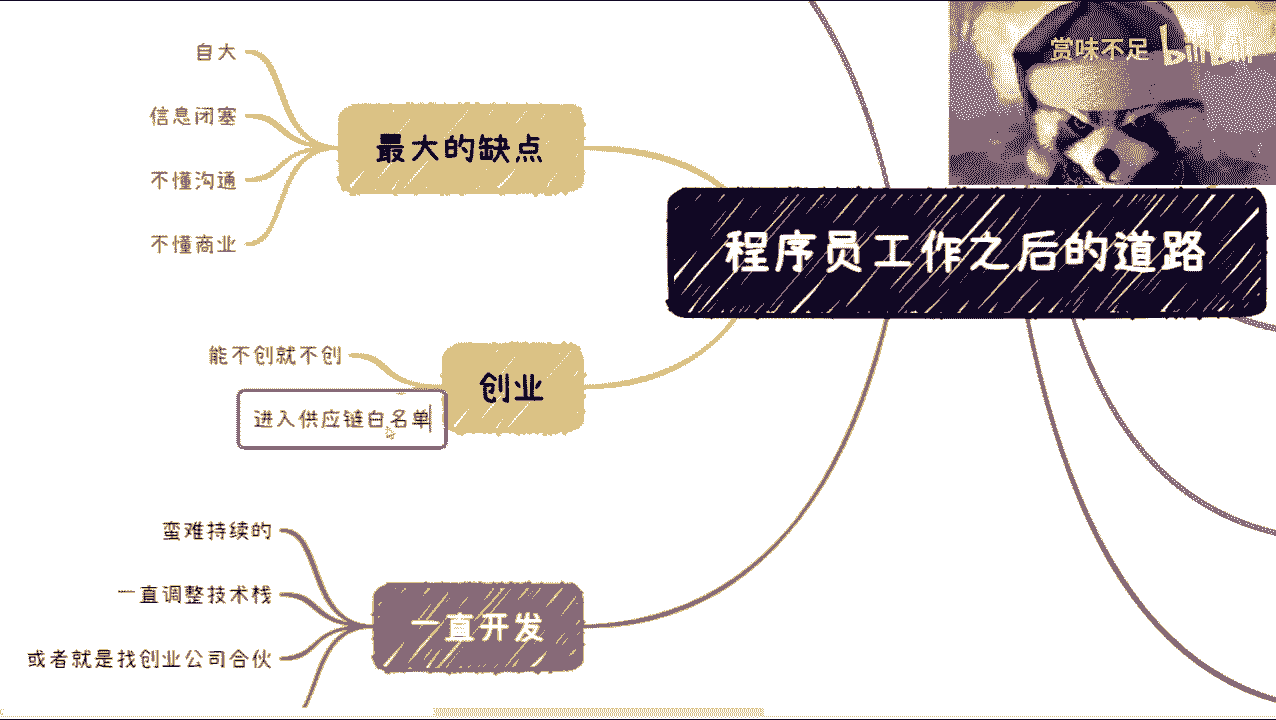 赏味不足 bilibili
自大
信息闭塞
最大的缺点
不懂沟通
不懂商业
程序员工作之后的道路
能不创就不创
创业
进入供应链白名单
蛮难持续的
一直调整技术栈
一直开发
或者就是找创业公司合伙